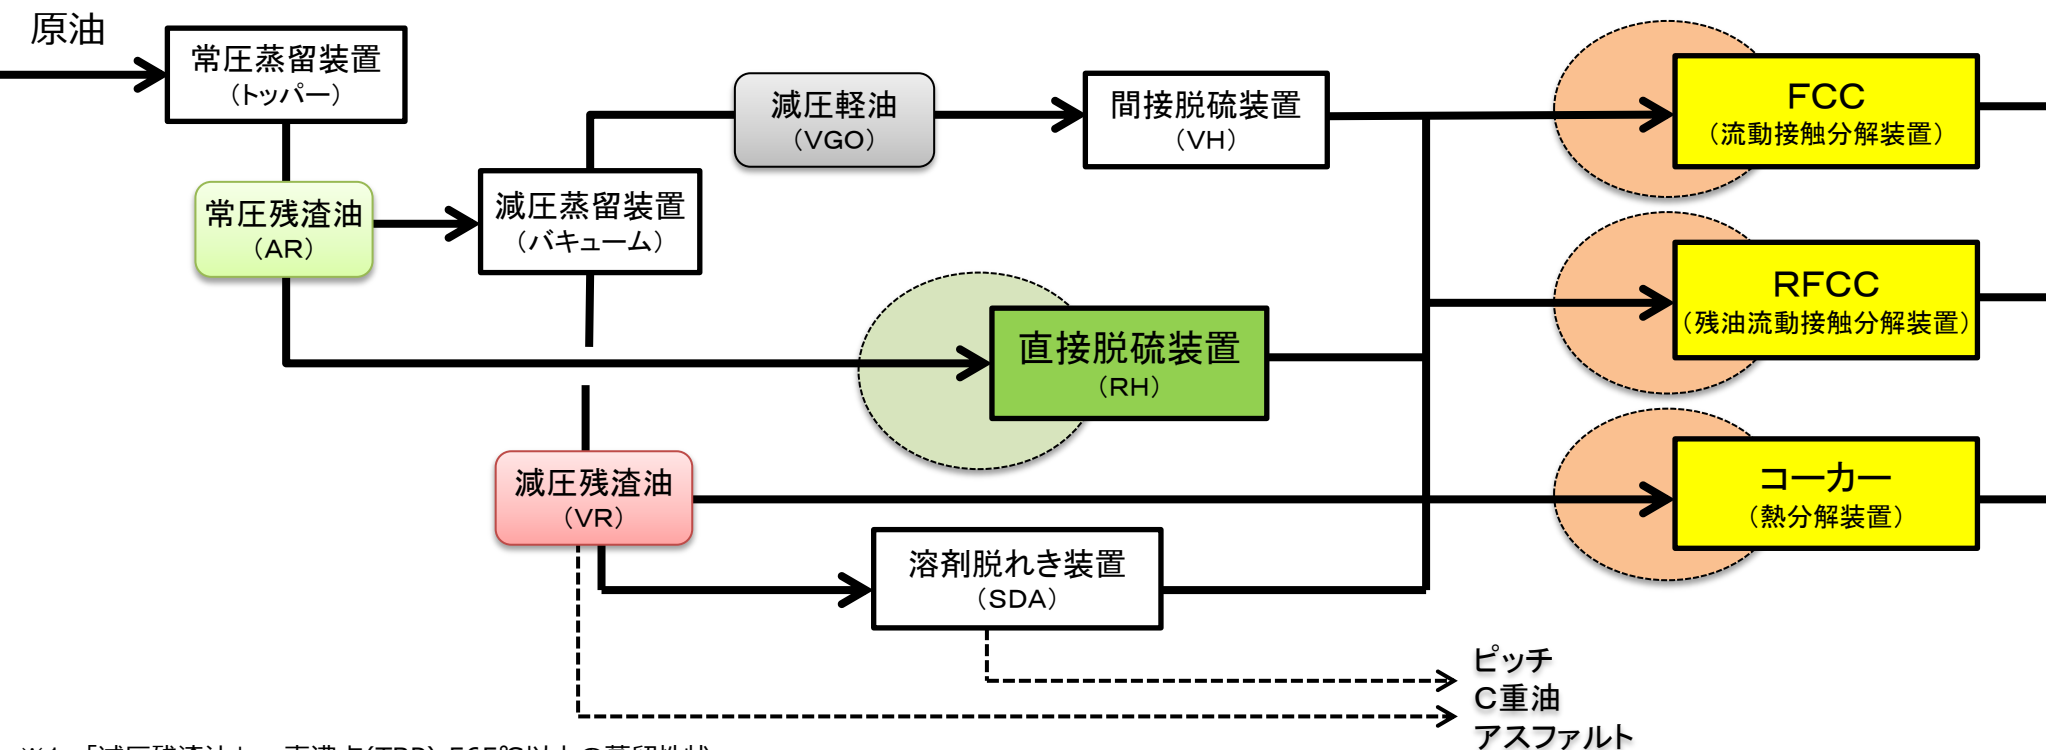 原油
常圧蒸留装置
(トッパー)
常圧残渣油
(AR)
減圧蒸留装置
(バキューム)
減圧軽油
(VGO)
間接脱硫装置
(VH)
直接脱硫装置
(RH)
減圧残渣油
(VR)
溶剤脱れき装置
(SDA)
FCC
(流動接触分解装置)
RFCC
(残油流動接触分解装置)
コーカー
(熱分解装置)
ピッチ
C重油
アスファルト